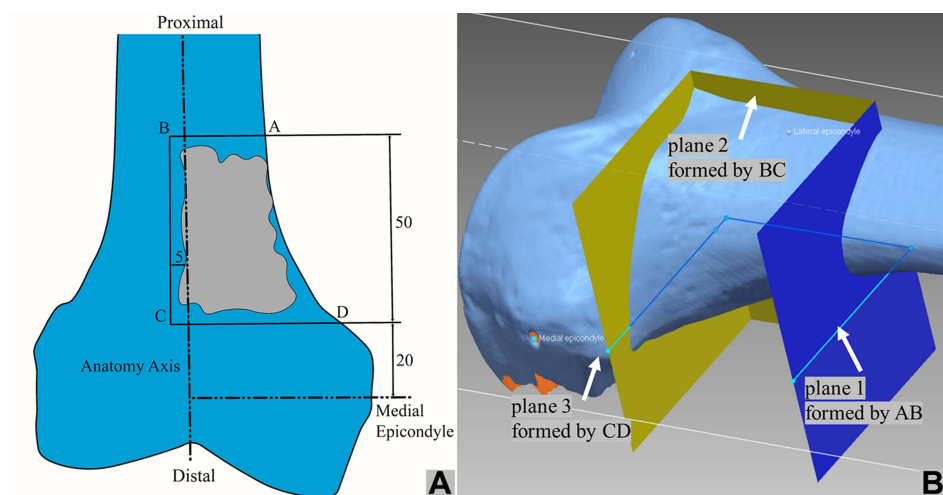 Proximal
B
A
50
5
C
D
Anatomy Axis
20
Medial
Epicondyle
Distal
A
Lateral epicondyle
plane 2
formed by BC
Medial epicondyle
plane 3
formed by CD
plane 1
formed by AB
B